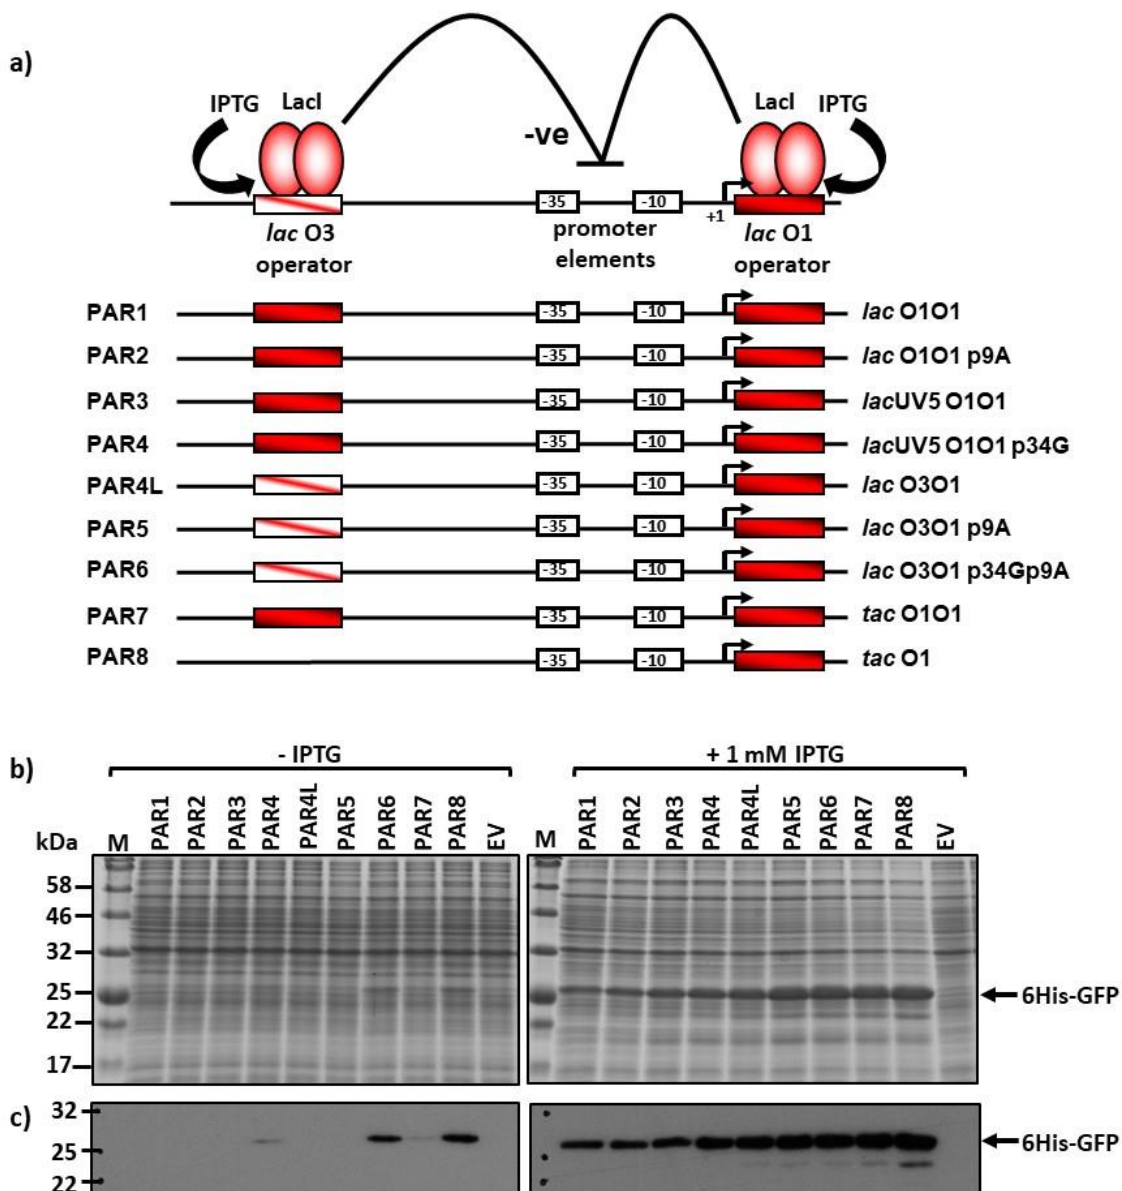 a)
IPTG LacI LacI IPTG
-ve
-35 -10 +1
lac O3 operator
promoter elements
lac O1 operator
PAR1 -35 -10 lac O1O1
PAR2 -35 -10 lac O1O1 p9A
PAR3 -35 -10 lacUV5 O1O1
PAR4 -35 -10 lacUV5 O1O1 p34G
PAR4L -35 -10 lac O3O1
PAR5 -35 -10 lac O3O1 p9A
PAR6 -35 -10 lac O3O1 p34Gp9A
PAR7 -35 -10 tac O1O1
PAR8 -35 -10 tac O1
b)
- IPTG
+ 1 mM IPTG
kDa M PAR1 PAR2 PAR3 PAR4 PAR4L PAR5 PAR6 PAR7 PAR8 EV
M PAR1 PAR2 PAR3 PAR4 PAR4L PAR5 PAR6 PAR7 PAR8 EV
58
46
32
25
22
17
6His-GFP
c)
32
25
22
6His-GFP